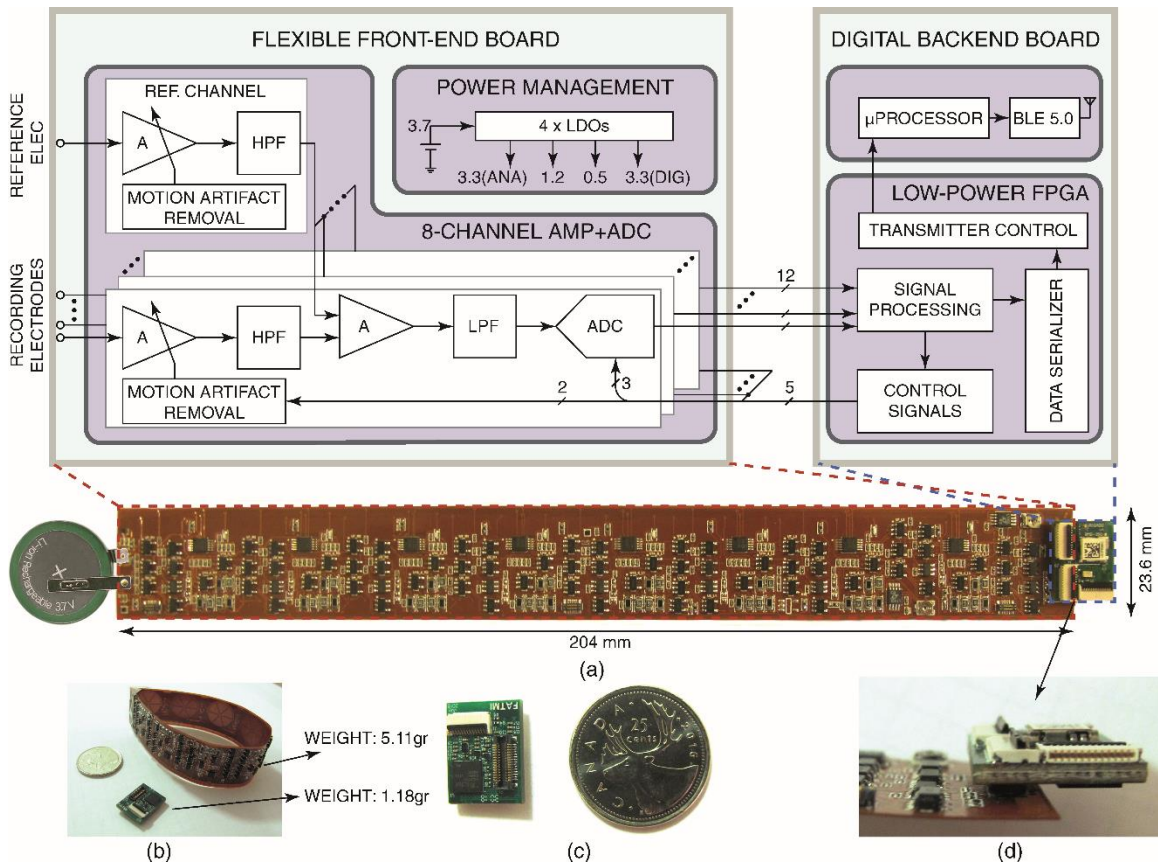 FLEXIBLE FRONT-END BOARD
DIGITAL BACKEND BOARD
REFERENCE
ELEC
REF. CHANNEL
A
HPF
MOTION ARTIFACT
REMOVAL
POWER MANAGEMENT
3.7
4 x LDOs
3.3(ANA) 1.2 0.5 3.3(DIG)
µPROCESSOR
BLE 5.0
LOW-POWER FPGA
TRANSMITTER CONTROL
8-CHANNEL AMP+ADC
RECORDING
ELECTRODES
A
HPF
A
LPF
ADC
MOTION ARTIFACT
REMOVAL
2
3
12
5
SIGNAL
PROCESSING
CONTROL
SIGNALS
DATA SERIALIZER
Li-ion Rechargeable 3.7 V
+
204 mm
23.6 mm
(a)
WEIGHT: 5.11gr
WEIGHT: 1.18gr
(b)
FATMI
CANADA
25
cents
2016
(c)
(d)